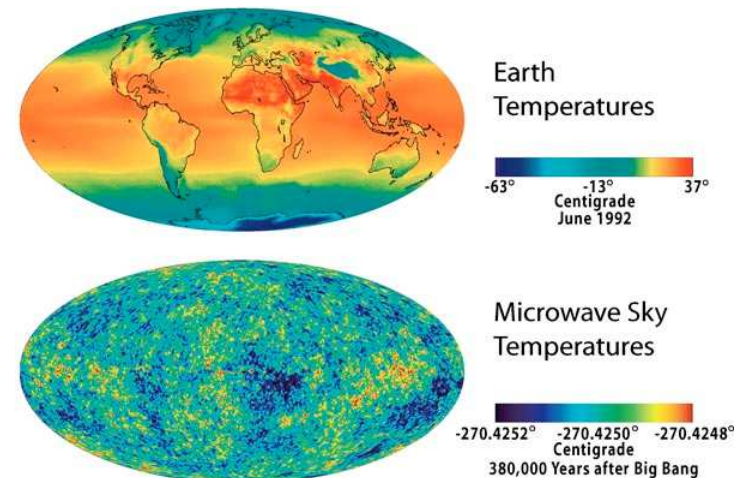 Earth
Temperatures
-63° -13° 37°
Centigrade
June 1992
Microwave Sky
Temperatures
-270.4252° -270.4250° -270.4248°
Centigrade
380,000 Years after Big Bang